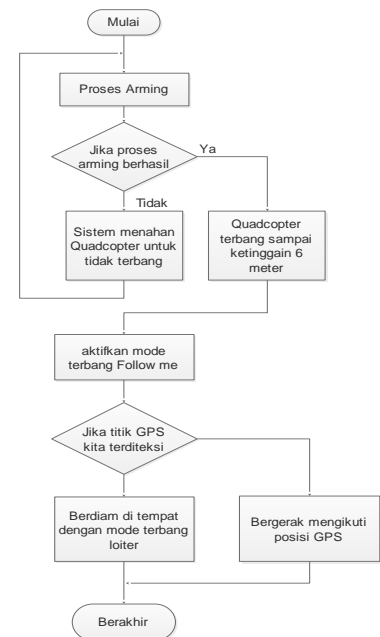 Mulai
Proses Arming
Jika proses
arming berhasil
Ya
Tidak
Sistem menahan
Quadcopter untuk
tidak terbang
Quadcopter
terbang sampai
ketinggain 6
meter
aktifkan mode
terbang Follow me
Jika titik GPS
kita terditeksi
Berdiam di tempat
dengan mode terbang
loiter
Bergerak mengikuti
posisi GPS
Berakhir